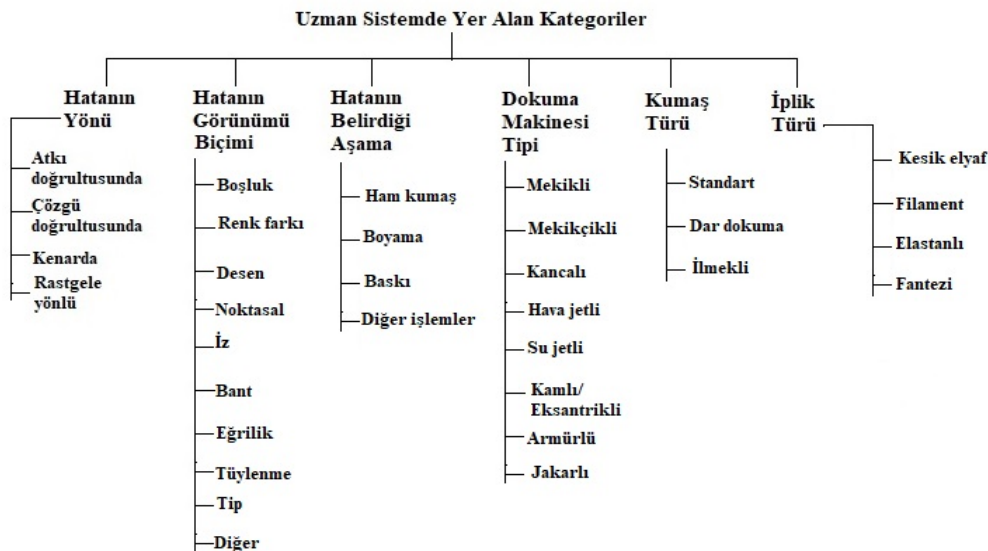 Uzman Sistemde Yer Alan Kategoriler
Hatanın
Yönü
Atkı
doğrultusunda
Çözgü
doğrultusunda
Kenarda
Rastgele
yönlü
Hatanın
Görünümü
Biçimi
Boşluk
Renk farkı
Desen
Noktasal
İz
Bant
Eğrilik
Tüylenme
Tip
Diğer
Hatanın
Belirdiği
Aşama
Ham kumaş
Boyama
Baskı
Diğer işlemler
Dokuma
Makinesi
Tipi
Mekikli
Mekikçikli
Kancalı
Hava jetli
Su jetli
Kamlı/
Eksantrikli
Armürlü
Jakarlı
Kumaş
Türü
Standart
Dar dokuma
İlmekli
İplik
Türü
Kesik elyaf
Filament
Elastanlı
Fantezi